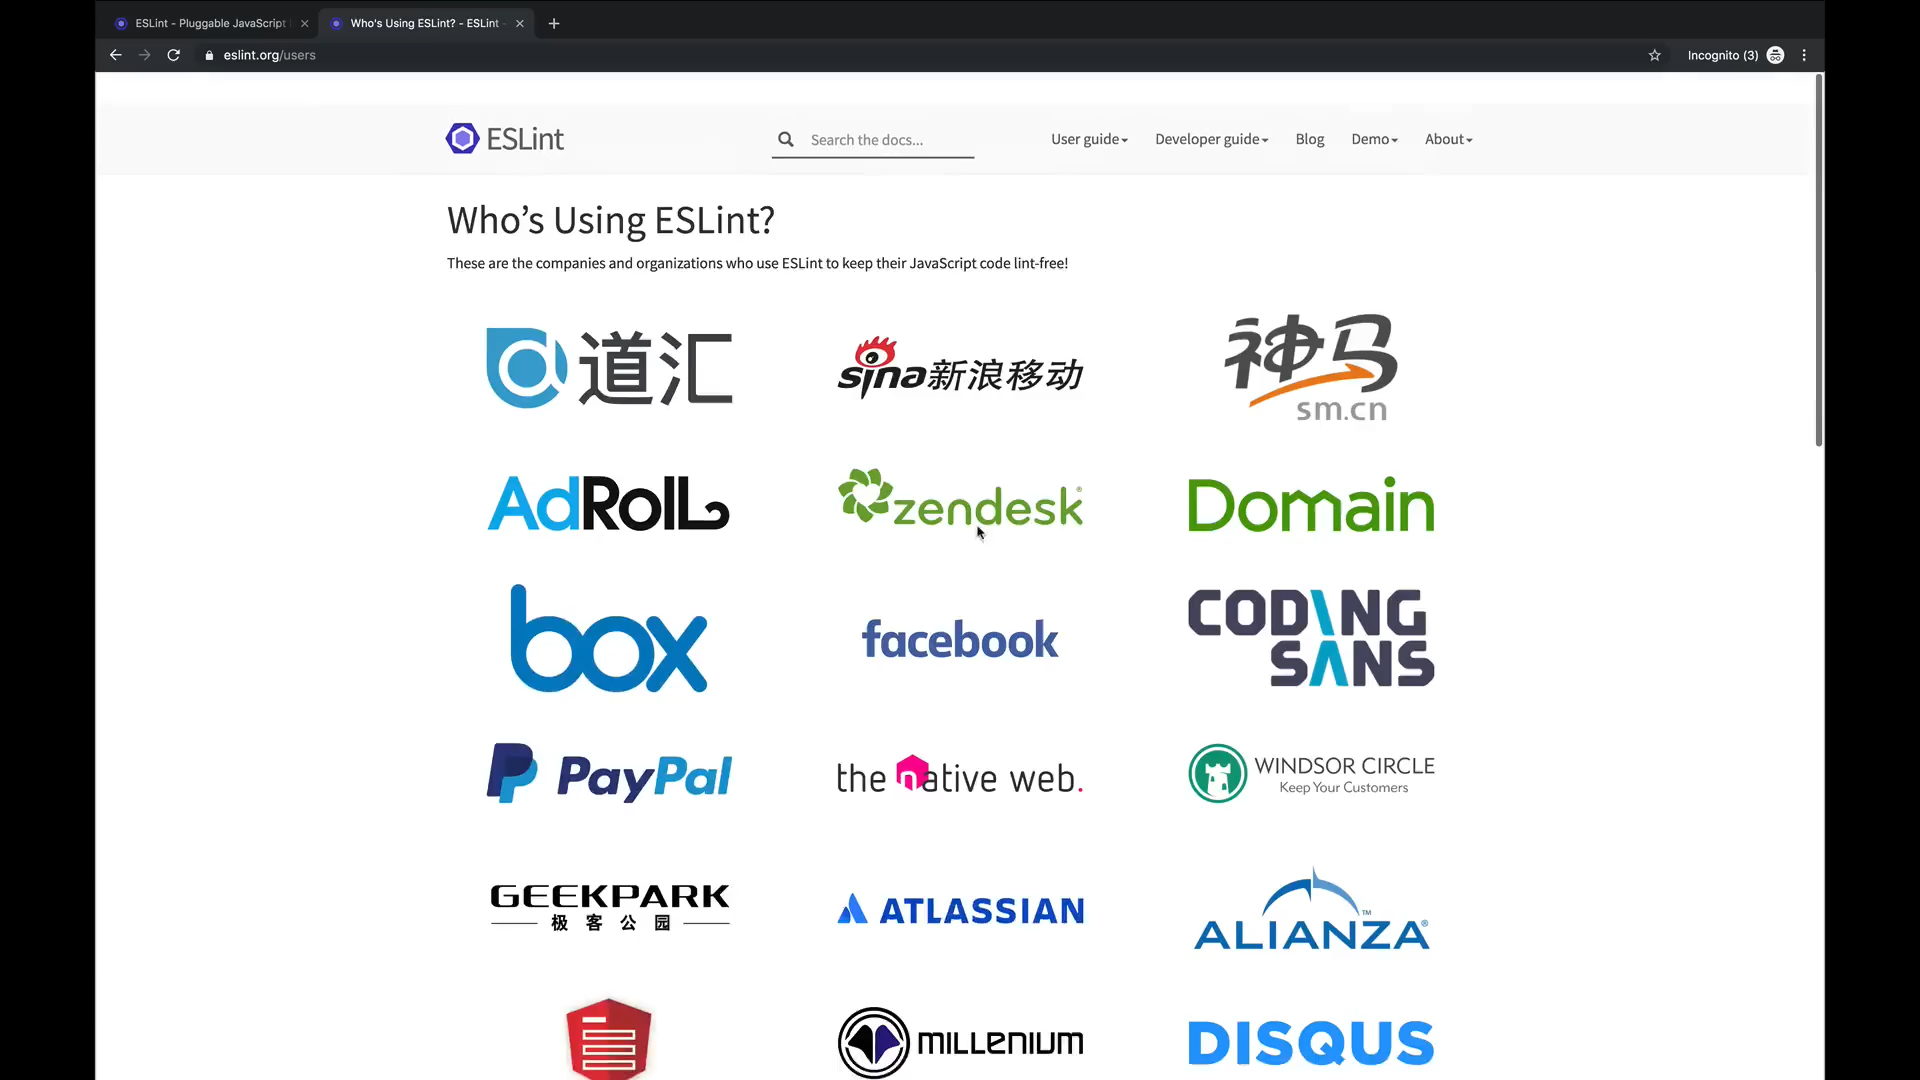 ESLint - Pluggable JavaScript
Who's Using ESLint? - ESLint -
eslint.org/users
Incognito (3)
ESLint
Search the docs...
User guide
Developer guide
Blog
Demo
About
Who’s Using ESLint?
These are the companies and organizations who use ESLint to keep their JavaScript code lint-free!
道汇
sina新浪移动
神马
sm.cn
AdRoll
zendesk®
Domain
box
facebook
CODING
SANS
PayPal
the native web.
WINDSOR CIRCLE
Keep Your Customers
GEEKPARK
极客公园
ATLASSIAN
ALIANZA®
™
MILLENIUM
DISQUS